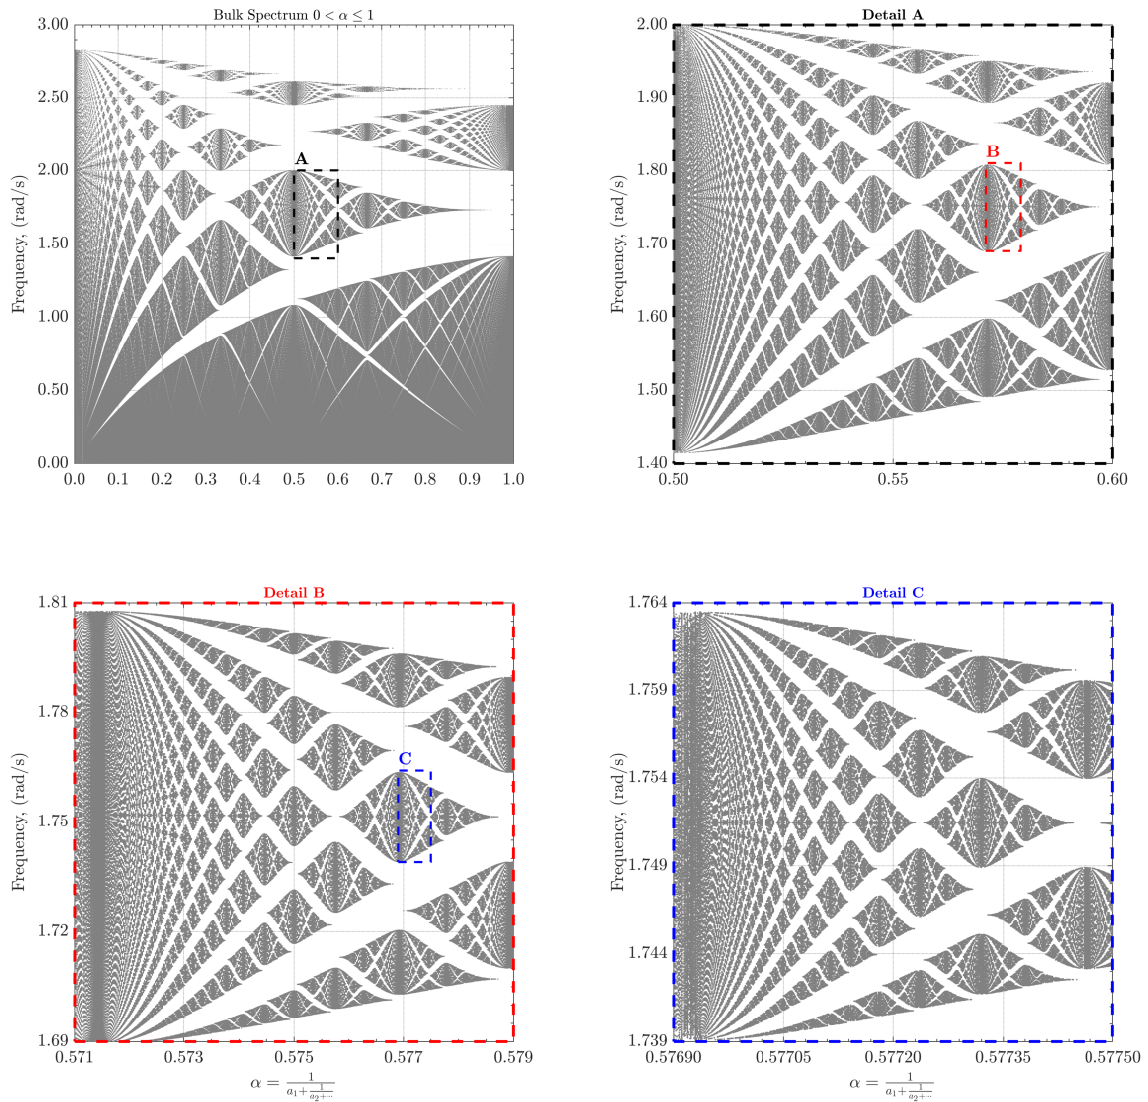 Bulk Spectrum 0 < α ≤ 1
3.00
2.50
2.00
1.50
1.00
0.50
0.00
Frequency, (rad/s)
A
0.0 0.1 0.2 0.3 0.4 0.5 0.6 0.7 0.8 0.9 1.0
Detail A
2.00
1.90
1.80
1.70
1.60
1.50
1.40
Frequency, (rad/s)
B
0.50 0.55 0.60
Detail B
1.81
1.78
1.75
1.72
1.69
Frequency, (rad/s)
C
0.571 0.573 0.575 0.577 0.579
α = 1/(a₁+1/(a₂+⋯))
Detail C
1.764
1.759
1.754
1.749
1.744
1.739
Frequency, (rad/s)
0.57690 0.57705 0.57720 0.57735 0.57750
α = 1/(a₁+1/(a₂+⋯))